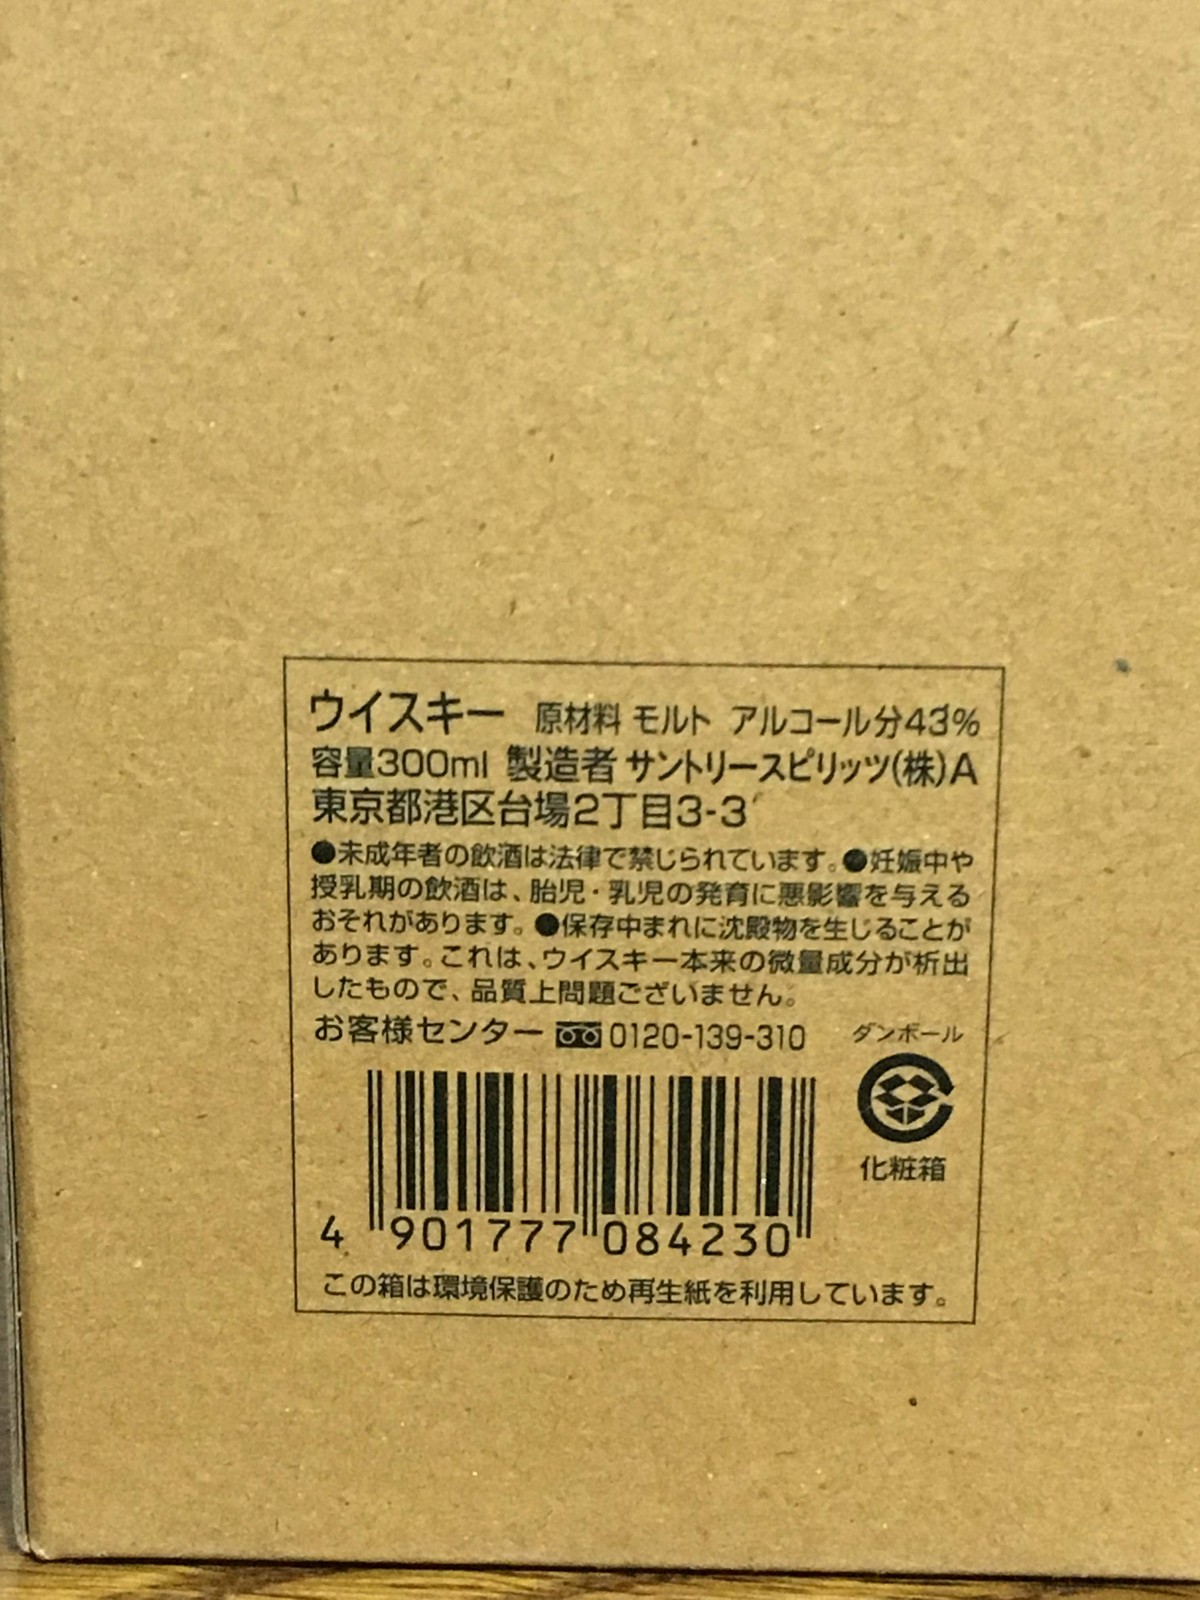 ウイスキー 原材料 モルト アルコール分43%
容量300ml 製造者 サントリースピリッツ(株)A
東京都港区台場2丁目3-3
●未成年者の飲酒は法律で禁じられています。●妊娠中や
授乳期の飲酒は、胎児・乳児の発育に悪影響を与える
おそれがあります。●保存中まれに沈殿物を生じることが
あります。これは、ウイスキー本来の微量成分が析出
したもので、品質上問題ございません。
お客様センター 0120-139-310
ダンボール
化粧箱
4 901777 084230
この箱は環境保護のため再生紙を利用しています。